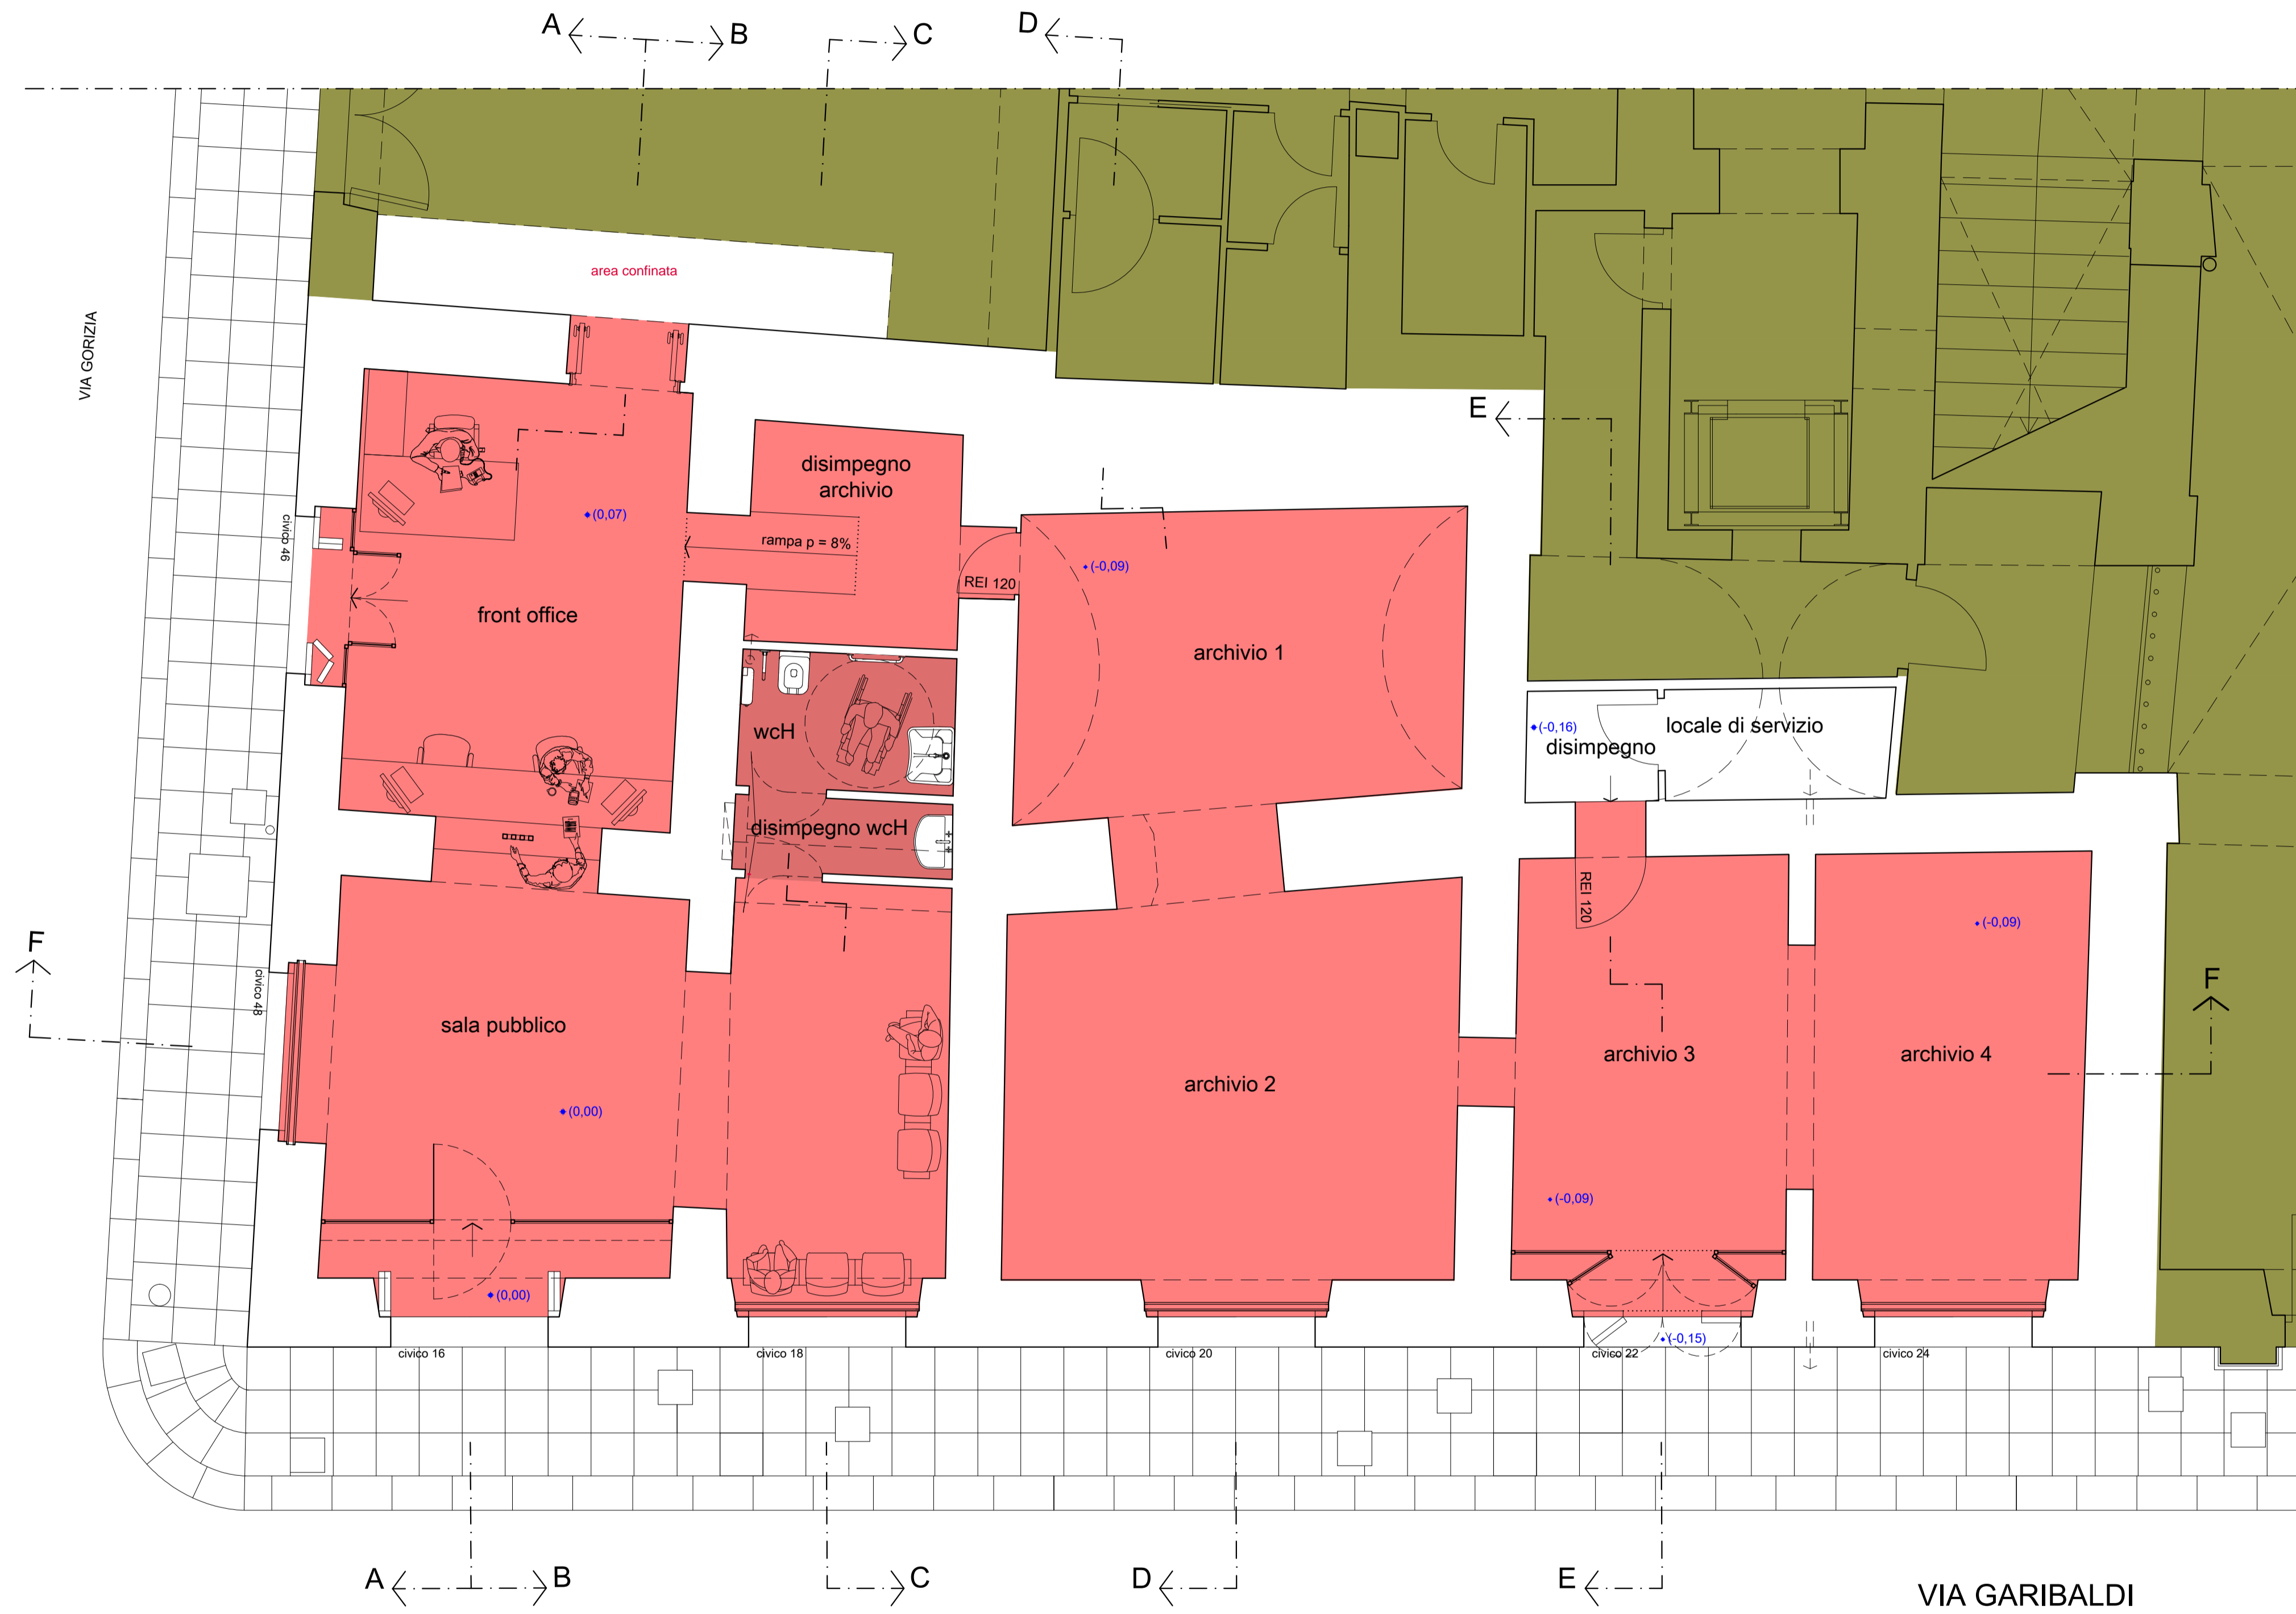 A
B
C
D
area confinata
VIA GORIZIA
E
disimpegno
archivio
(0,07)
civico 46
rampa p = 8%
REI 120
(-0,09)
front office
archivio 1
wcH
(-0,16)
disimpegno
locale di servizio
disimpegno wcH
REI 120
(-0,09)
F
civico 48
F
sala pubblico
archivio 2
archivio 3
archivio 4
(0,00)
(-0,09)
(0,00)
(-0,15)
civico 16
civico 18
civico 20
civico 22
civico 24
A
B
C
D
E
VIA GARIBALDI